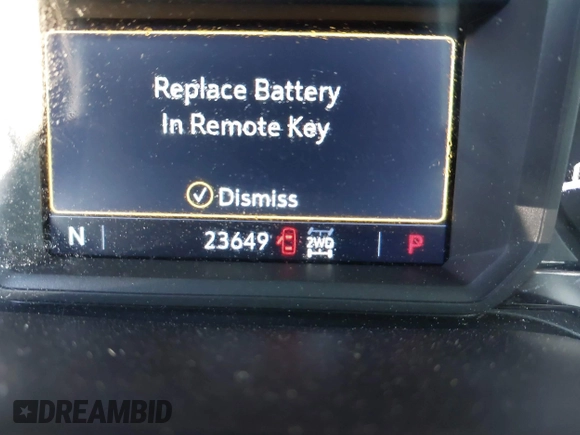 Replace Battery
In Remote Key
Dismiss
N 23649 2WD P
DREAMBID